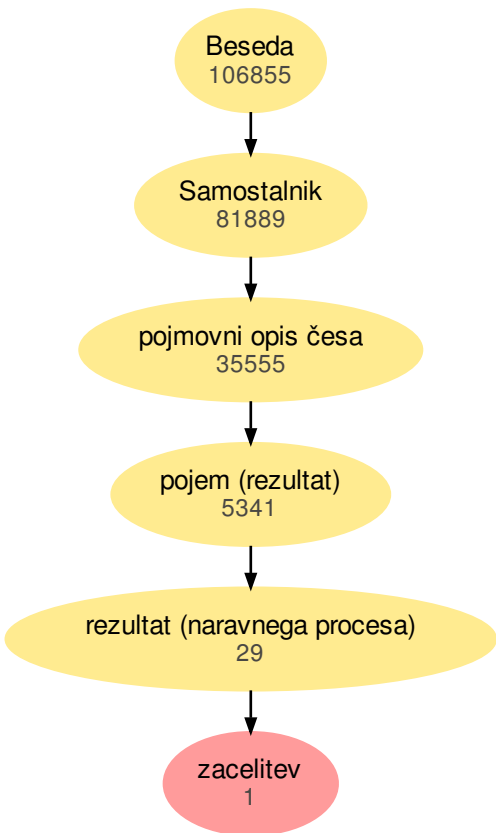 Beseda
106855
Samostalnik
81889
pojmovni opis česa
35555
pojem (rezultat)
5341
rezultat (naravnega procesa)
29
zacelitev
1